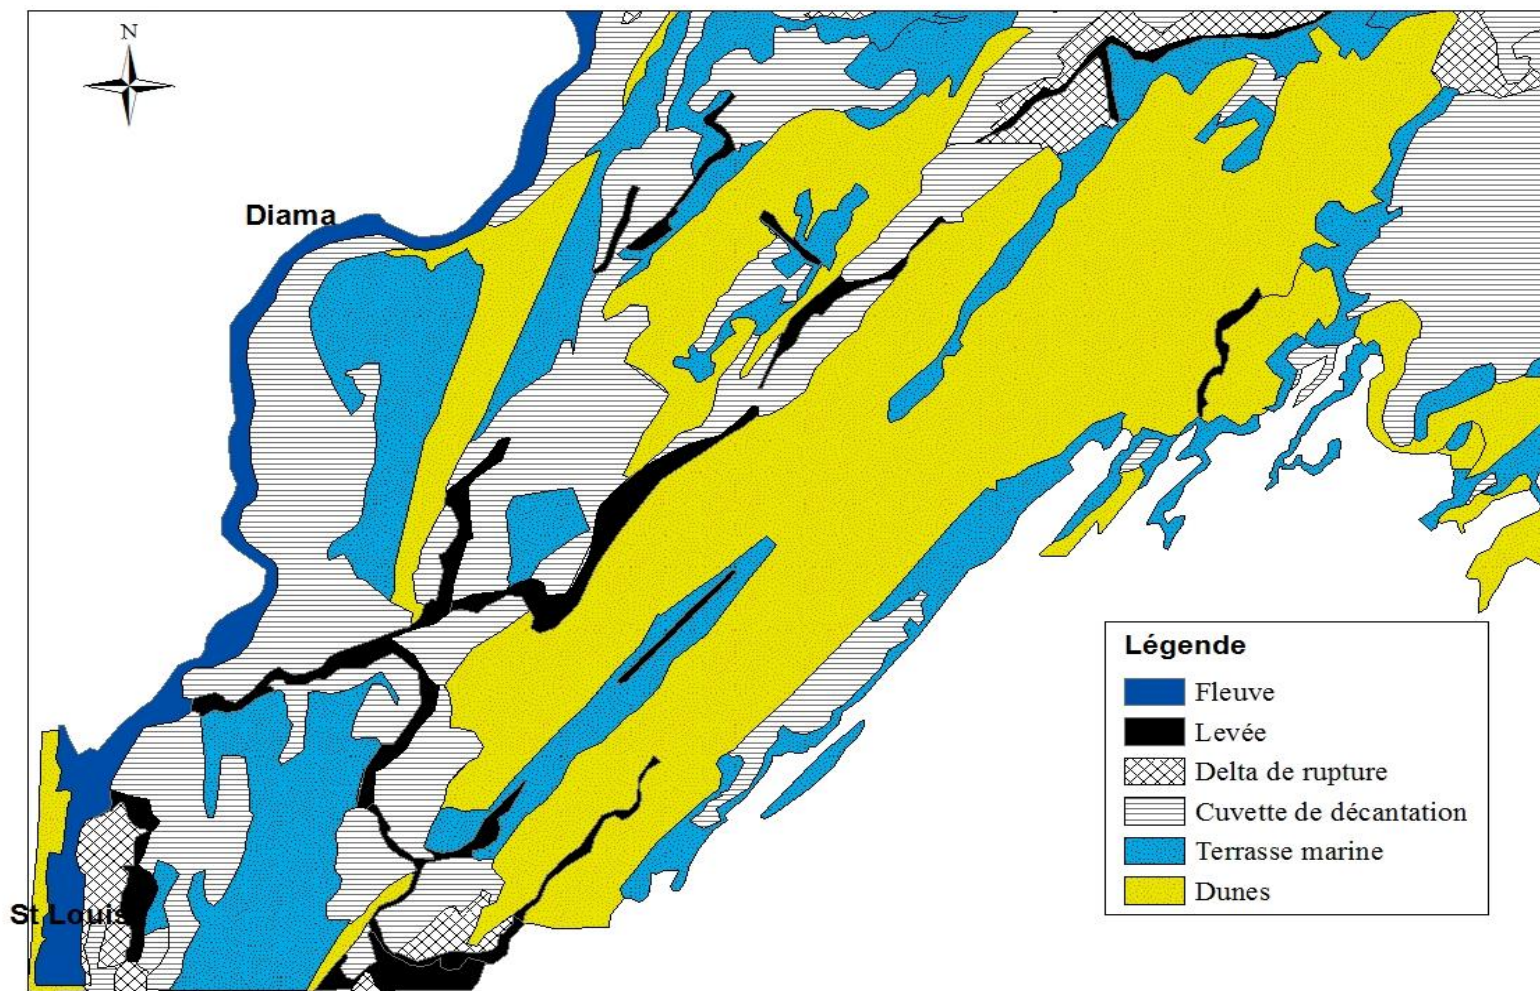 N
Diama
St Louis
Légende
Fleuve
Levée
Delta de rupture
Cuvette de décantation
Terrasse marine
Dunes